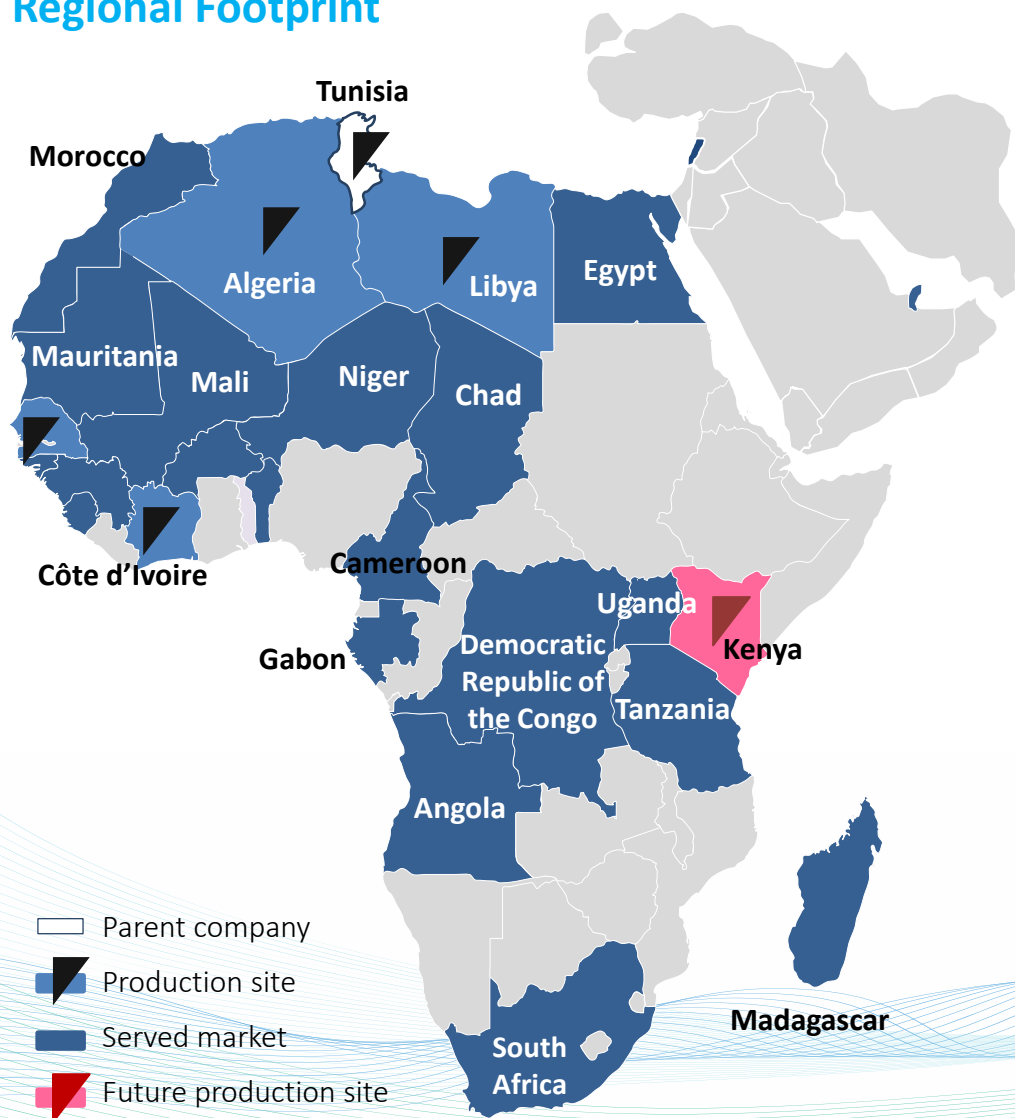 Regional Footprint
Tunisia
Morocco
Algeria
Libya
Egypt
Mauritania
Mali
Niger
Chad
Côte d’Ivoire
Cameroon
Uganda
Gabon
Democratic
Republic of
the Congo
Kenya
Tanzania
Angola
Madagascar
South
Africa
Parent company
Production site
Served market
Future production site